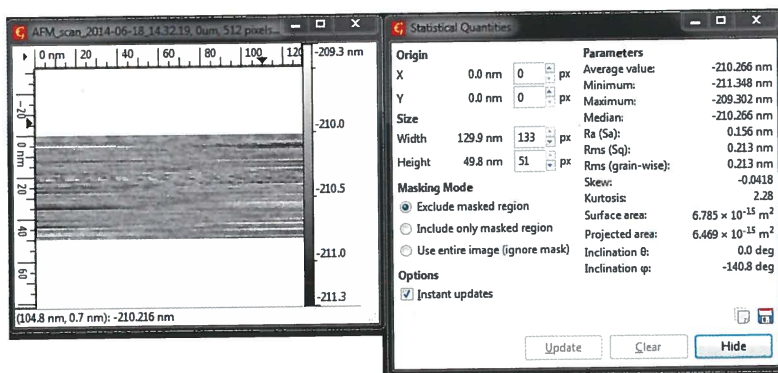 AFM_scan_2014-06-18_14.32.19, 0um, 512 pixels...
0 nm 20 40 60 80 100 120
-20
0 nm
20
40
60
-209.3 nm
-210.0
-210.5
-211.0
-211.3
(104.8 nm, 0.7 nm): -210.216 nm
Statistical Quantities
Origin
X 0.0 nm 0 px
Y 0.0 nm 0 px
Size
Width 129.9 nm 133 px
Height 49.8 nm 51 px
Masking Mode
Exclude masked region
Include only masked region
Use entire image (ignore mask)
Options
Instant updates
Parameters
Average value: -210.266 nm
Minimum: -211.348 nm
Maximum: -209.302 nm
Median: -210.266 nm
Ra (Sa): 0.156 nm
Rms (Sq): 0.213 nm
Rms (grain-wise): 0.213 nm
Skew: -0.0418
Kurtosis: 2.28
Surface area: 6.785 × 10⁻¹⁵ m²
Projected area: 6.469 × 10⁻¹⁵ m²
Inclination θ: 0.0 deg
Inclination φ: -140.8 deg
Update Clear Hide